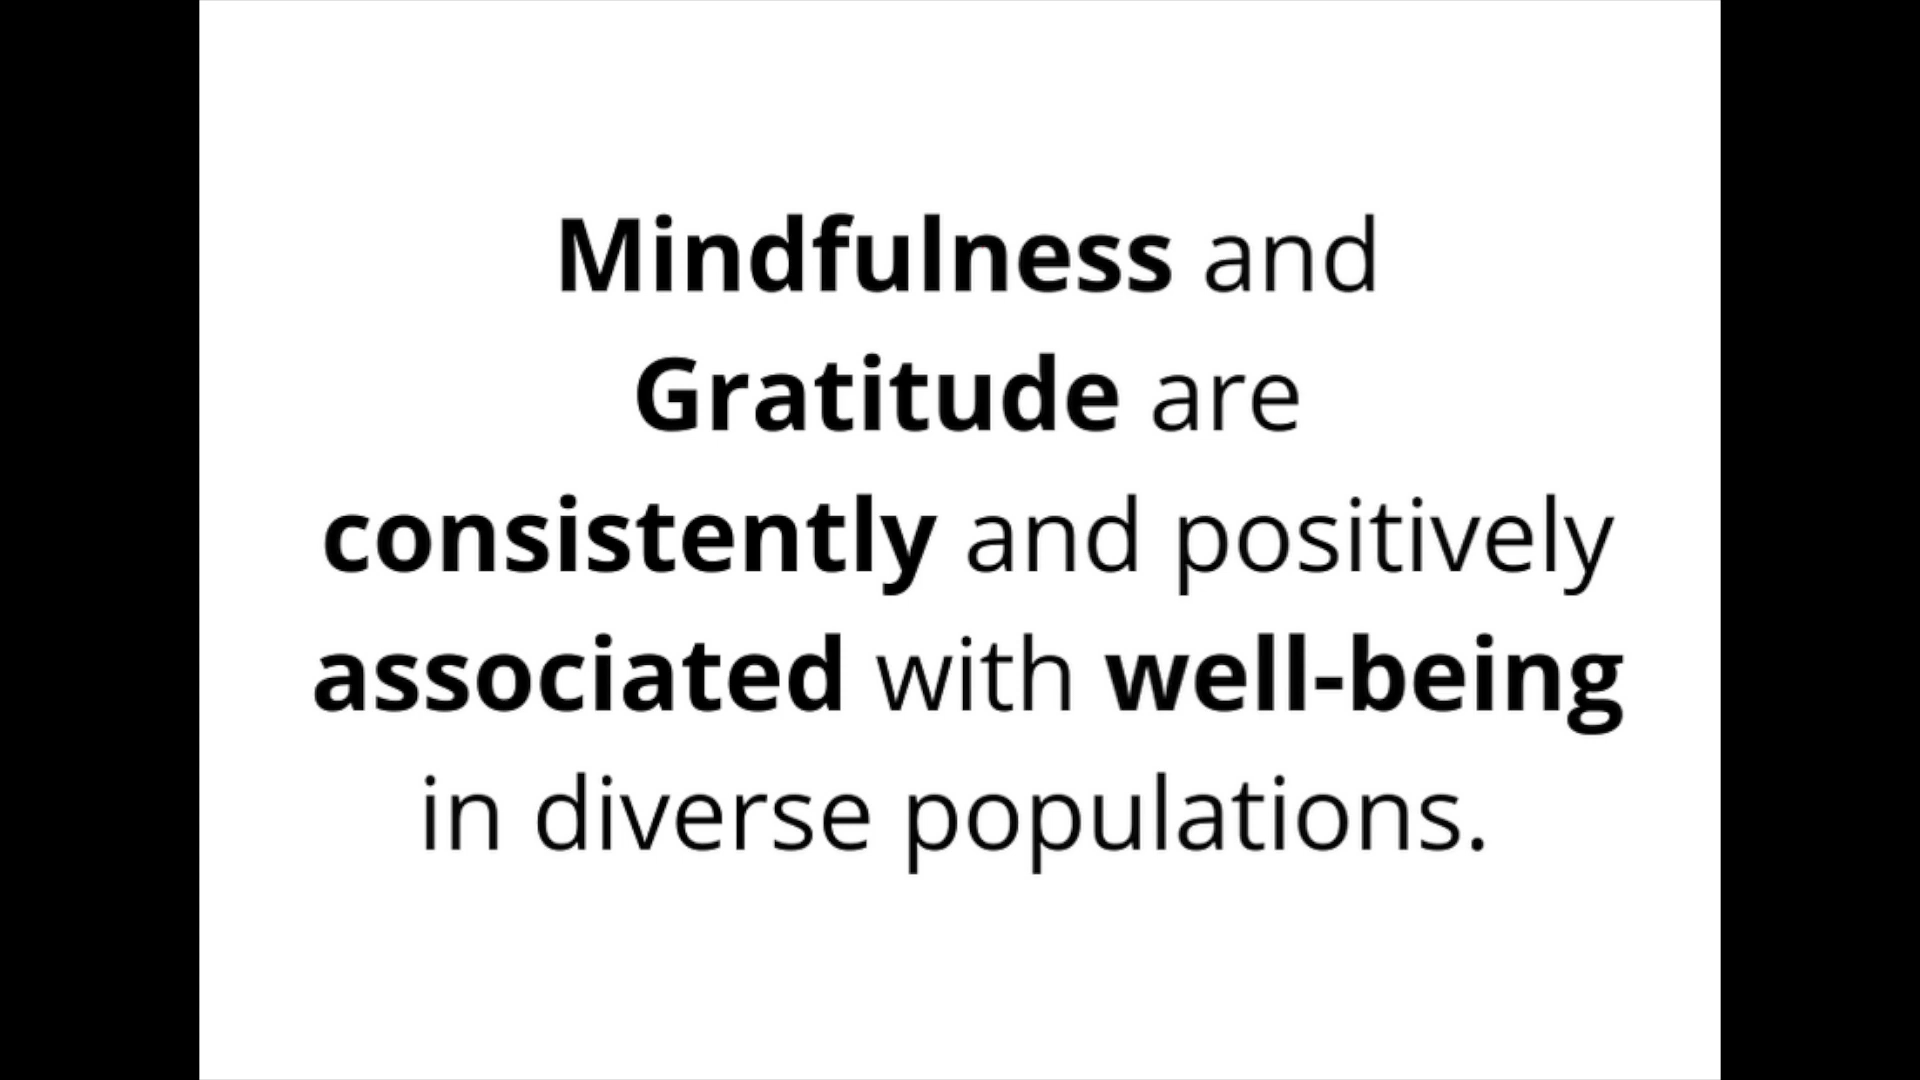 Mindfulness and
Gratitude are
consistently and positively
associated with well-being
in diverse populations.